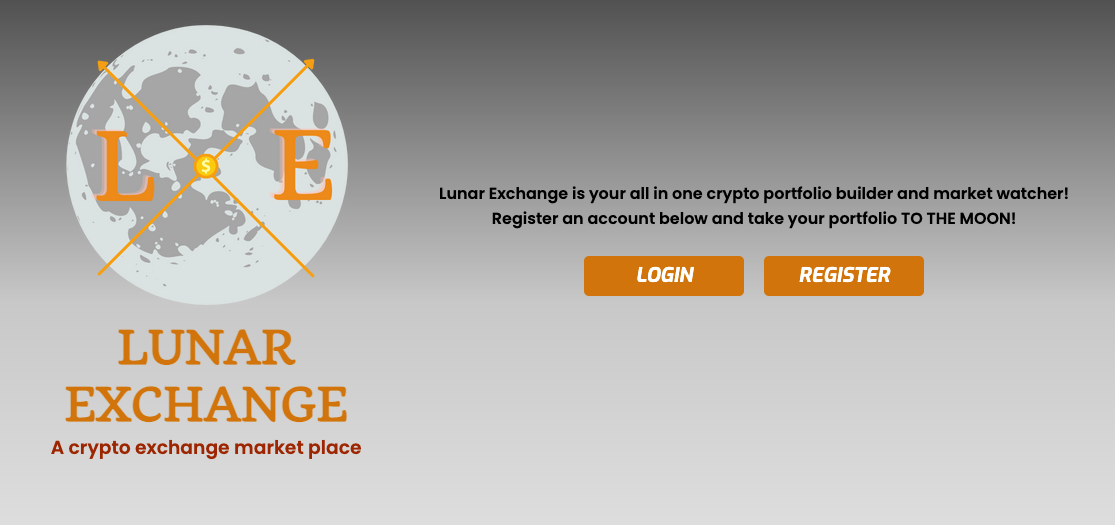 L E
$
LUNAR
EXCHANGE
A crypto exchange market place
Lunar Exchange is your all in one crypto portfolio builder and market watcher!
Register an account below and take your portfolio TO THE MOON!
LOGIN REGISTER